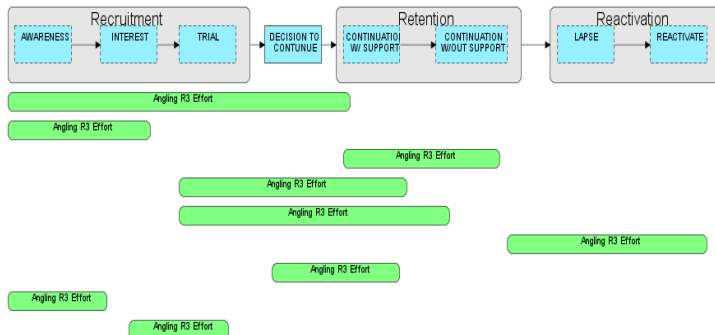 Recruitment
Retention
Reactivation
AWARENESS
INTEREST
TRIAL
DECISION TO
CONTUNUE
CONTINUATION
W/ SUPPORT
CONTINUATION
W/OUT SUPPORT
LAPSE
REACTIVATE
Angling R3 Effort
Angling R3 Effort
Angling R3 Effort
Angling R3 Effort
Angling R3 Effort
Angling R3 Effort
Angling R3 Effort
Angling R3 Effort
Angling R3 Effort